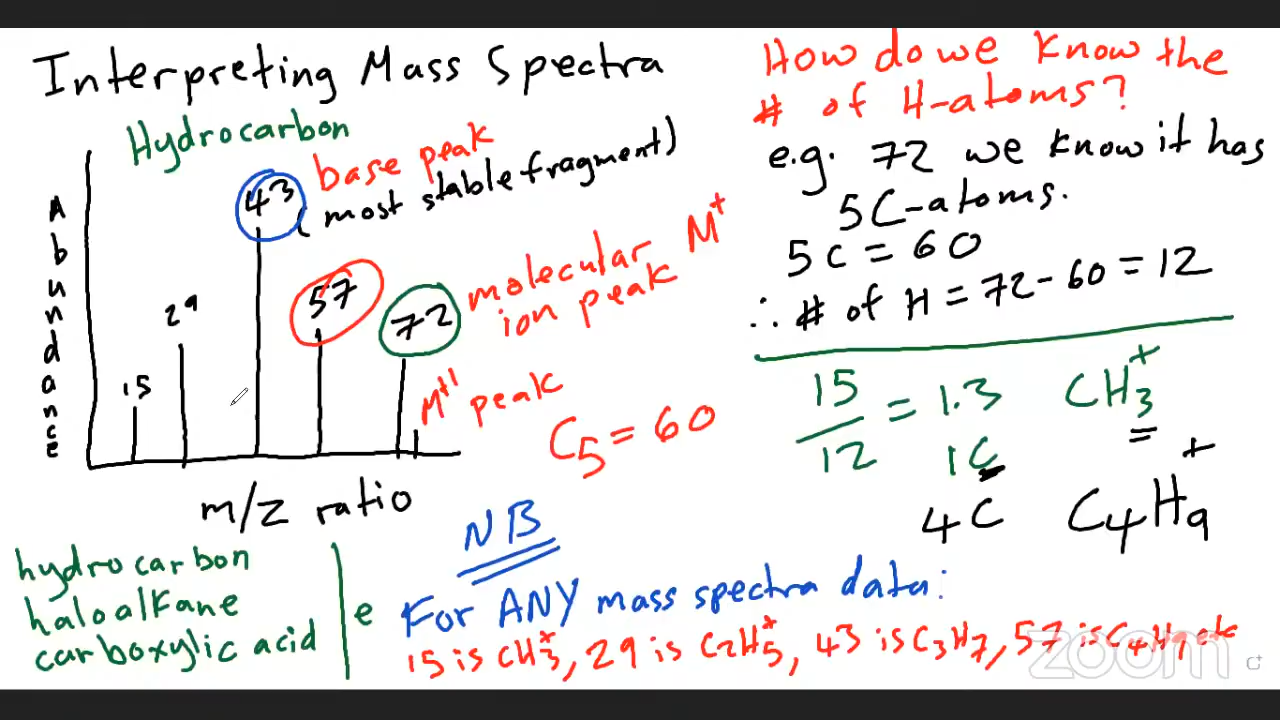 Interpreting Mass Spectra
Hydrocarbon
Abundance
15
29
43
base peak
(most stable fragment)
57
72
molecular M+
ion peak
M+1 peak
C5 = 60
m/z ratio
How do we know the
# of H-atoms?
e.g. 72 we know it has
5C-atoms.
5C = 60
∴ # of H = 72-60 = 12
15/12 = 1.3 CH3+
1C
4C C4H9+
hydrocarbon
haloalkane
carboxylic acid
e
NB
For ANY mass spectra data:
15 is CH3+, 29 is C2H5+, 43 is C3H7, 57 is C4H9 etc
zoom